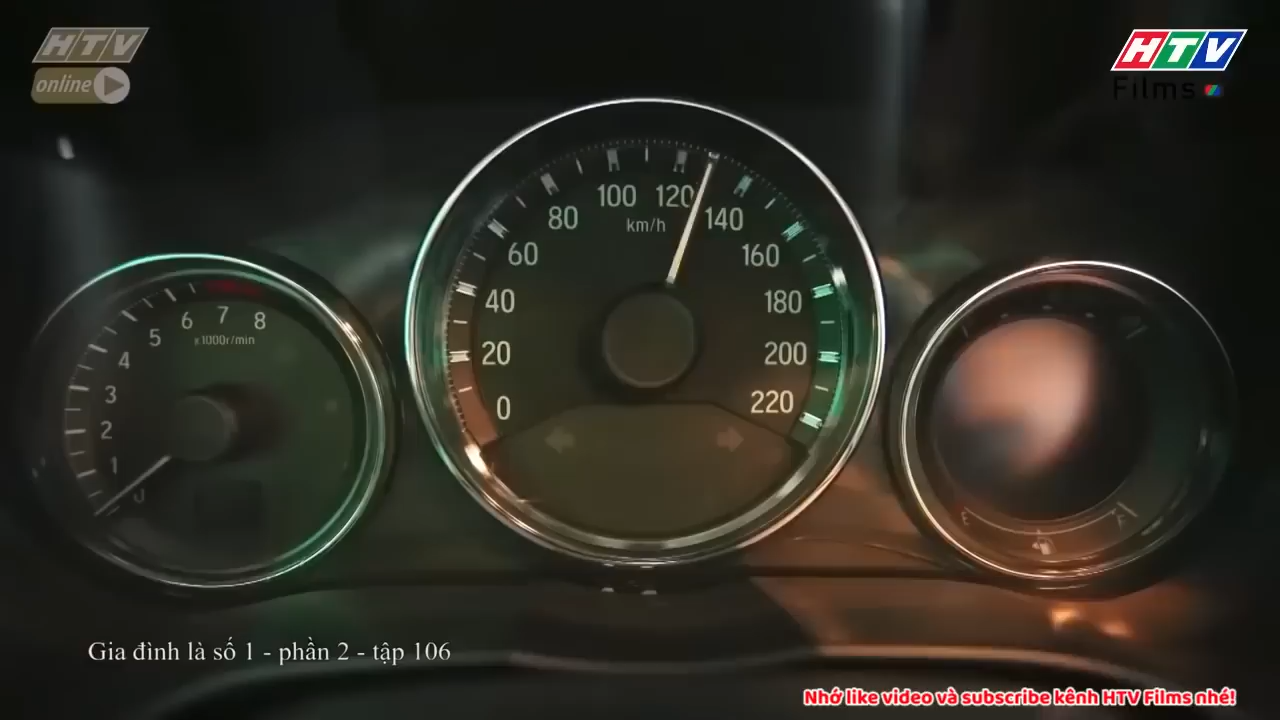 HTV
online
HTV
Films
100
120
80
km/h
140
60
160
40
180
20
200
0
220
5
6
7
8
x1000r/min
4
3
2
1
E
Gia đình là số 1 - phần 2 - tập 106
Nhớ like video và subscribe kênh HTV Films nhé!